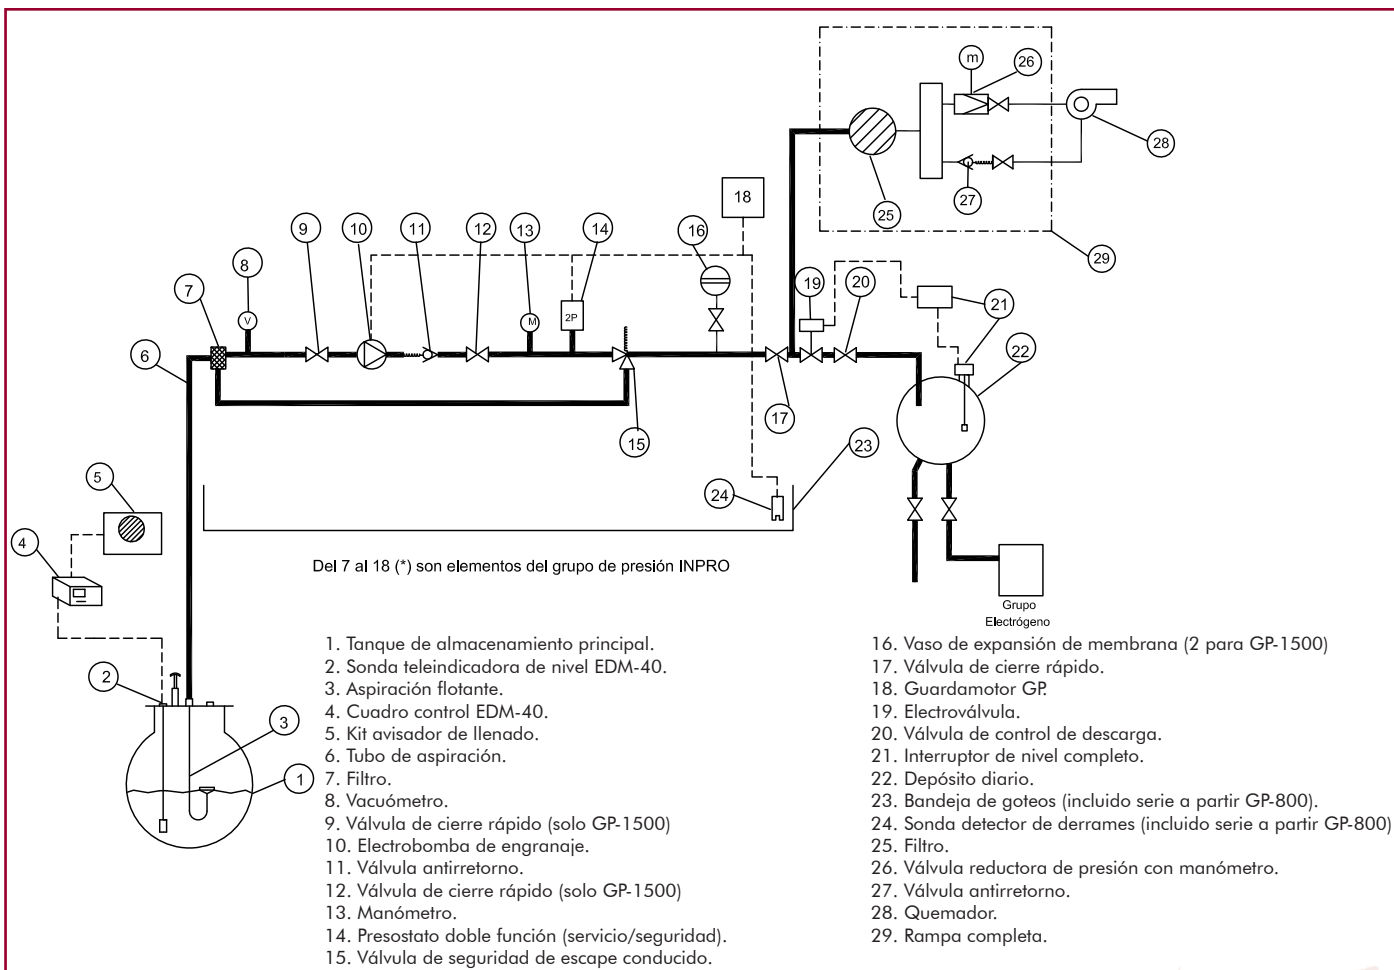 m
26
28
25
27
29
18
9
10
11
12
13
14
16
8
19
20
21
7
V
M
2P
6
22
17
15
23
5
24
4
Del 7 al 18 (*) son elementos del grupo de presión INPRO
Grupo
Electrógeno
2
3
1
1. Tanque de almacenamiento principal.
2. Sonda teleindicadora de nivel EDM-40.
3. Aspiración flotante.
4. Cuadro control EDM-40.
5. Kit avisador de llenado.
6. Tubo de aspiración.
7. Filtro.
8. Vacuómetro.
9. Válvula de cierre rápido (solo GP-1500)
10. Electrobomba de engranaje.
11. Válvula antirretorno.
12. Válvula de cierre rápido (solo GP-1500)
13. Manómetro.
14. Presostato doble función (servicio/seguridad).
15. Válvula de seguridad de escape conducido.
16. Vaso de expansión de membrana (2 para GP-1500)
17. Válvula de cierre rápido.
18. Guardamotor GP.
19. Electroválvula.
20. Válvula de control de descarga.
21. Interruptor de nivel completo.
22. Depósito diario.
23. Bandeja de goteos (incluido serie a partir GP-800).
24. Sonda detector de derrames (incluido serie a partir GP-800)
25. Filtro.
26. Válvula reductora de presión con manómetro.
27. Válvula antirretorno.
28. Quemador.
29. Rampa completa.